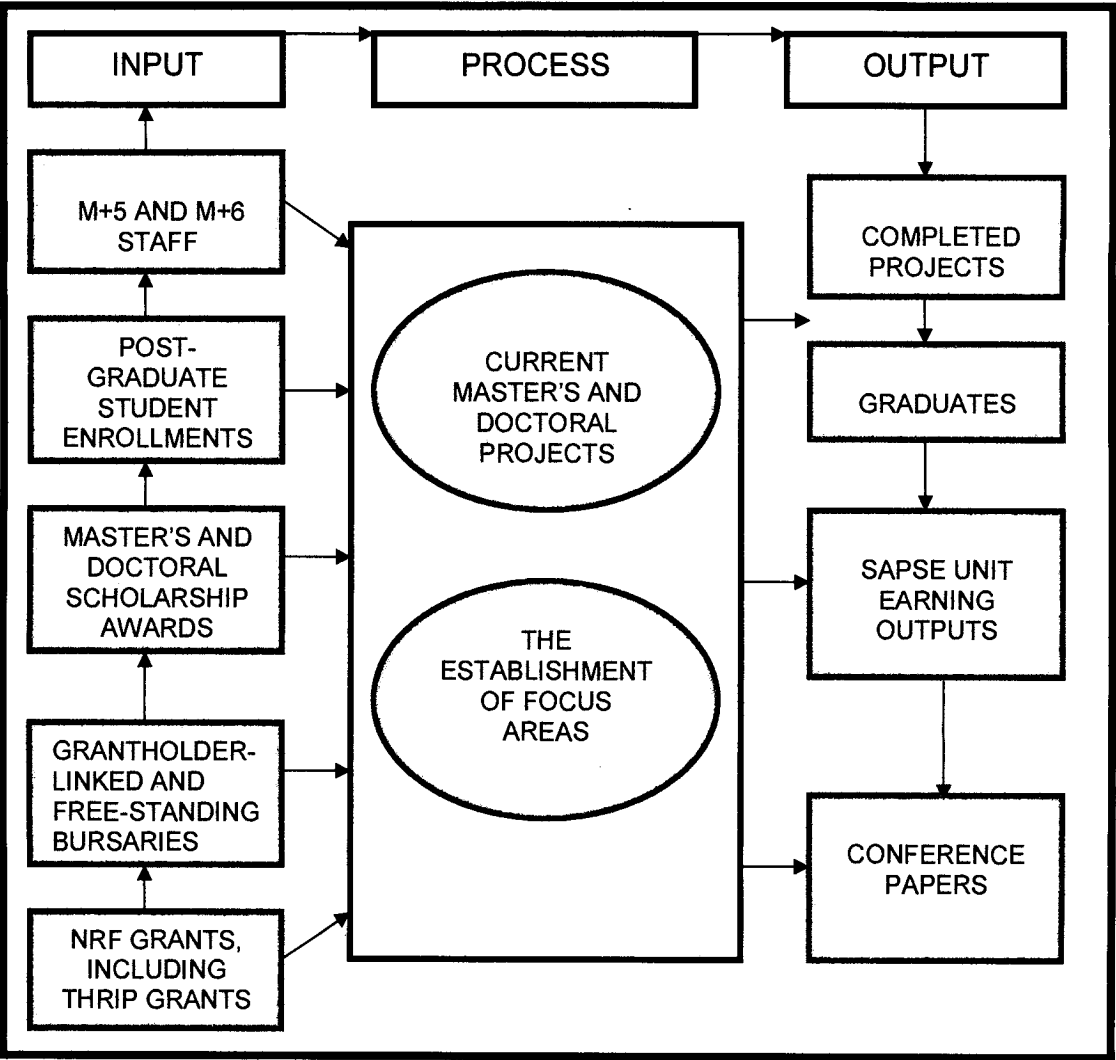 INPUT
PROCESS
OUTPUT
M+5 AND M+6
STAFF
POST-
GRADUATE
STUDENT
ENROLLMENTS
MASTER'S AND
DOCTORAL
SCHOLARSHIP
AWARDS
GRANTHOLDER-
LINKED AND
FREE-STANDING
BURSARIES
NRF GRANTS,
INCLUDING
THRIP GRANTS
CURRENT
MASTER'S AND
DOCTORAL
PROJECTS
THE
ESTABLISHMENT
OF FOCUS
AREAS
COMPLETED
PROJECTS
GRADUATES
SAPSE UNIT
EARNING
OUTPUTS
CONFERENCE
PAPERS